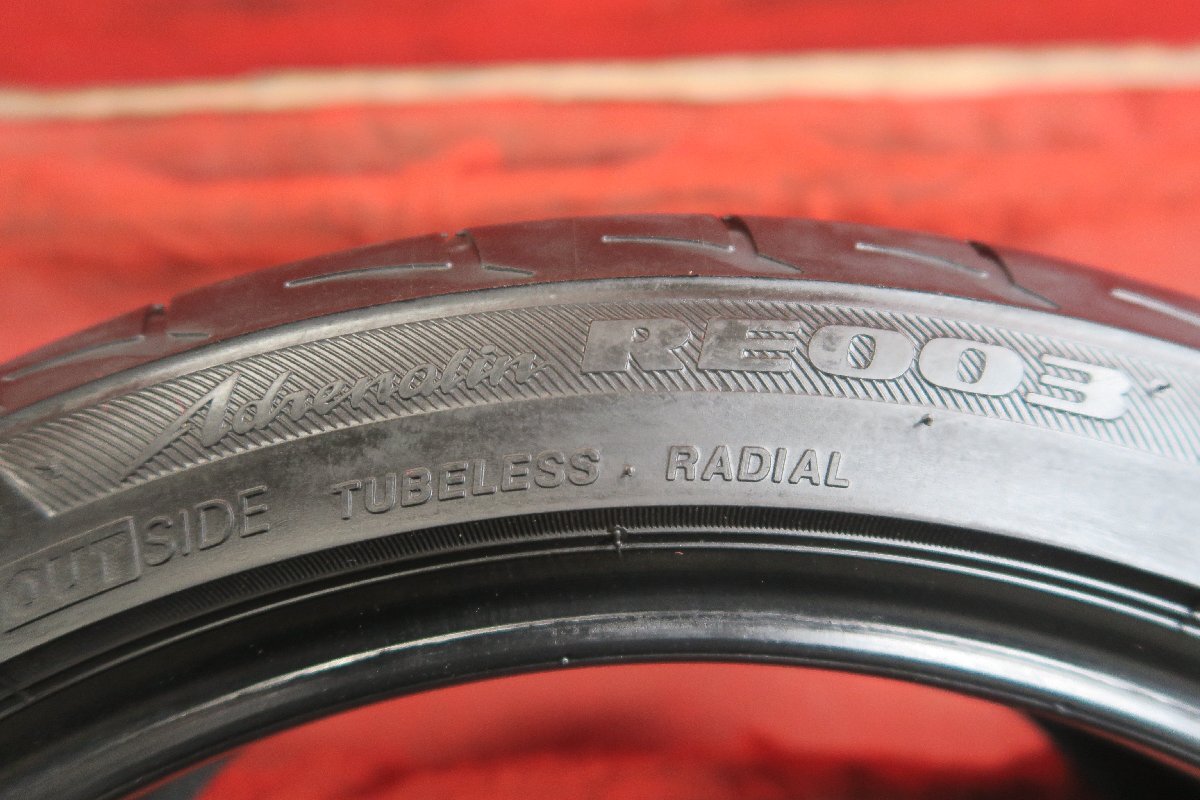 Adrenalin RE003
OUTSIDE TUBELESS . RADIAL